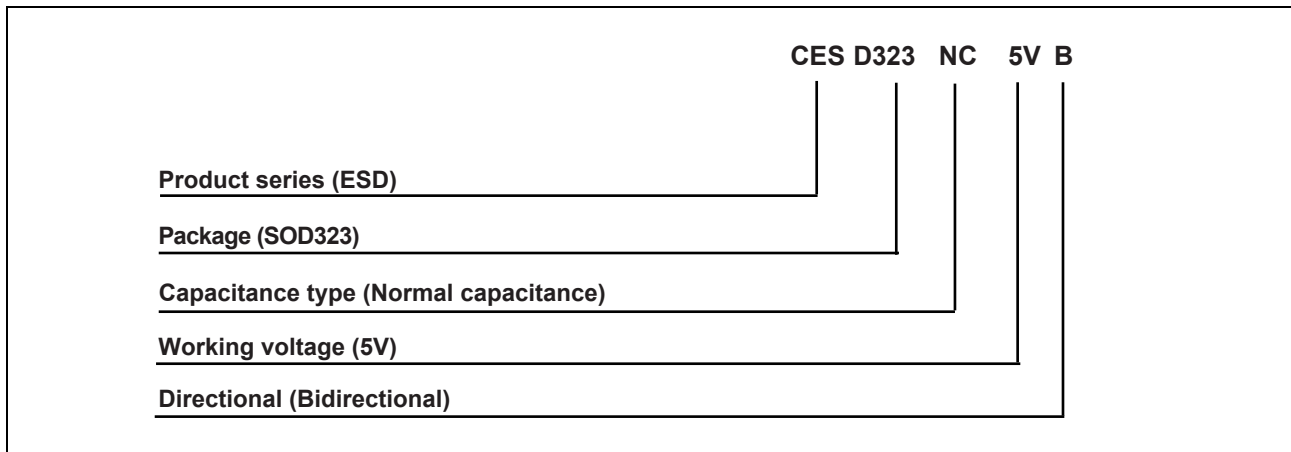 CES D323 NC 5V B
Product series (ESD)
Package (SOD323)
Capacitance type (Normal capacitance)
Working voltage (5V)
Directional (Bidirectional)